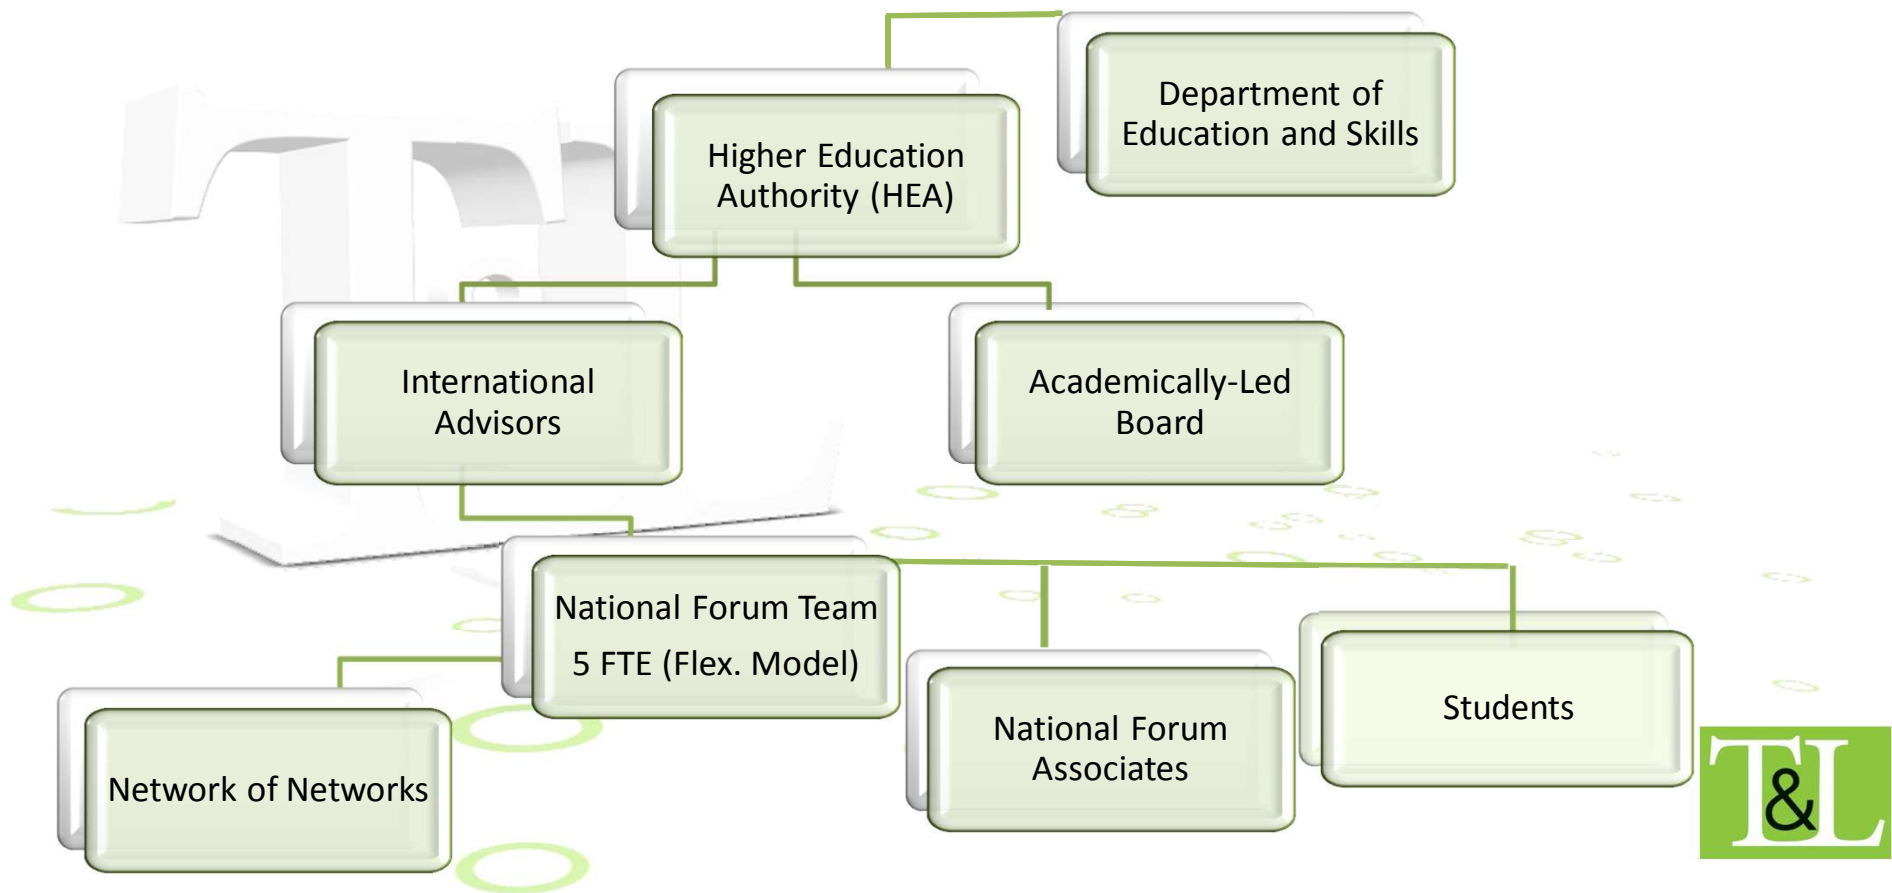 Department of
Education and Skills
Higher Education
Authority (HEA)
International
Advisors
Academically-Led
Board
National Forum Team
5 FTE (Flex. Model)
Network of Networks
National Forum
Associates
Students
T&L